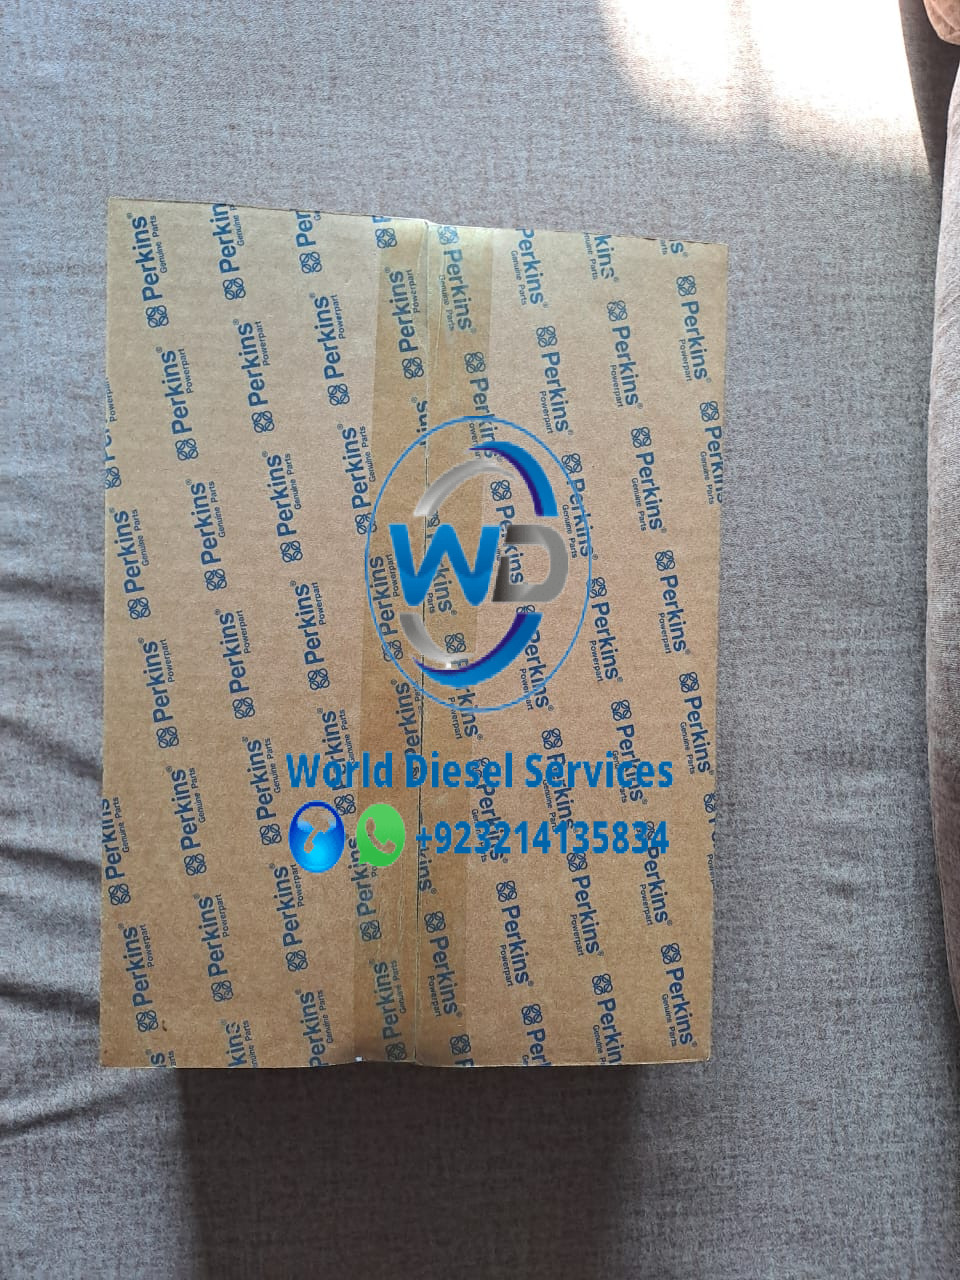 Perkins®
Genuine Parts
Perkins®
Powerpart
WD
World Diesel Services
+923214135834